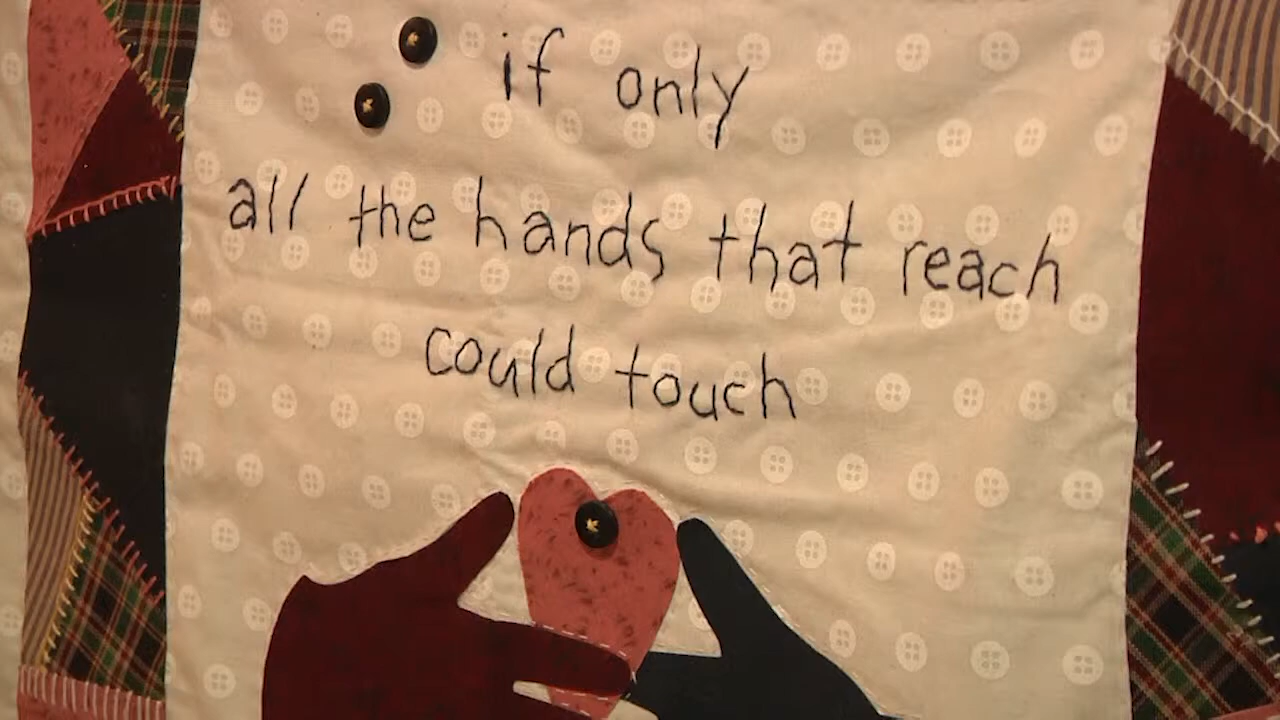 if only
all the hands that reach
could touch